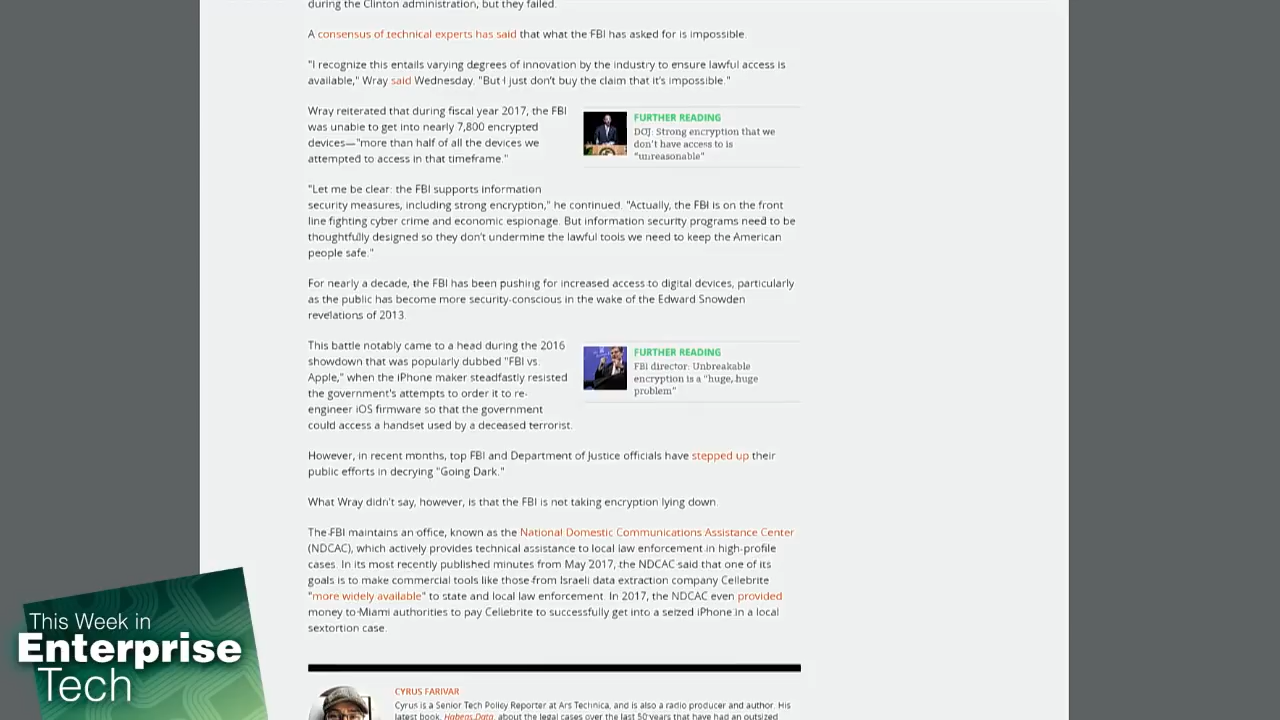 during the Clinton administration, but they failed.
A consensus of technical experts has said that what the FBI has asked for is impossible.
"I recognize this entails varying degrees of innovation by the industry to ensure lawful access is
available," Wray said Wednesday. "But I just don't buy the claim that it's impossible."
Wray reiterated that during fiscal year 2017, the FBI
was unable to get into nearly 7,800 encrypted
devices—"more than half of all the devices we
attempted to access in that timeframe."
FURTHER READING
DOJ: Strong encryption that we
don't have access to is
"unreasonable"
"Let me be clear: the FBI supports information
security measures, including strong encryption," he continued. "Actually, the FBI is on the front
line fighting cyber crime and economic espionage. But information security programs need to be
thoughtfully designed so they don't undermine the lawful tools we need to keep the American
people safe."
For nearly a decade, the FBI has been pushing for increased access to digital devices, particularly
as the public has become more security-conscious in the wake of the Edward Snowden
revelations of 2013.
This battle notably came to a head during the 2016
showdown that was popularly dubbed "FBI vs.
Apple," when the iPhone maker steadfastly resisted
the government's attempts to order it to re-
engineer iOS firmware so that the government
could access a handset used by a deceased terrorist.
FURTHER READING
FBI director: Unbreakable
encryption is a "huge, huge
problem"
However, in recent months, top FBI and Department of Justice officials have stepped up their
public efforts in decrying "Going Dark."
What Wray didn't say, however, is that the FBI is not taking encryption lying down.
The FBI maintains an office, known as the National Domestic Communications Assistance Center
(NDCAC), which actively provides technical assistance to local law enforcement in high-profile
cases. In its most recently published minutes from May 2017, the NDCAC said that one of its
goals is to make commercial tools like those from Israeli data extraction company Cellebrite
"more widely available" to state and local law enforcement. In 2017, the NDCAC even provided
money to Miami authorities to pay Cellebrite to successfully get into a seized iPhone in a local
sextortion case.
CYRUS FARIVAR
Cyrus is a Senior Tech Policy Reporter at Ars Technica, and is also a radio producer and author. His
latest book, Habeas Data, about the legal cases over the last 50 years that have had an outsized
This Week in
Enterprise
Tech